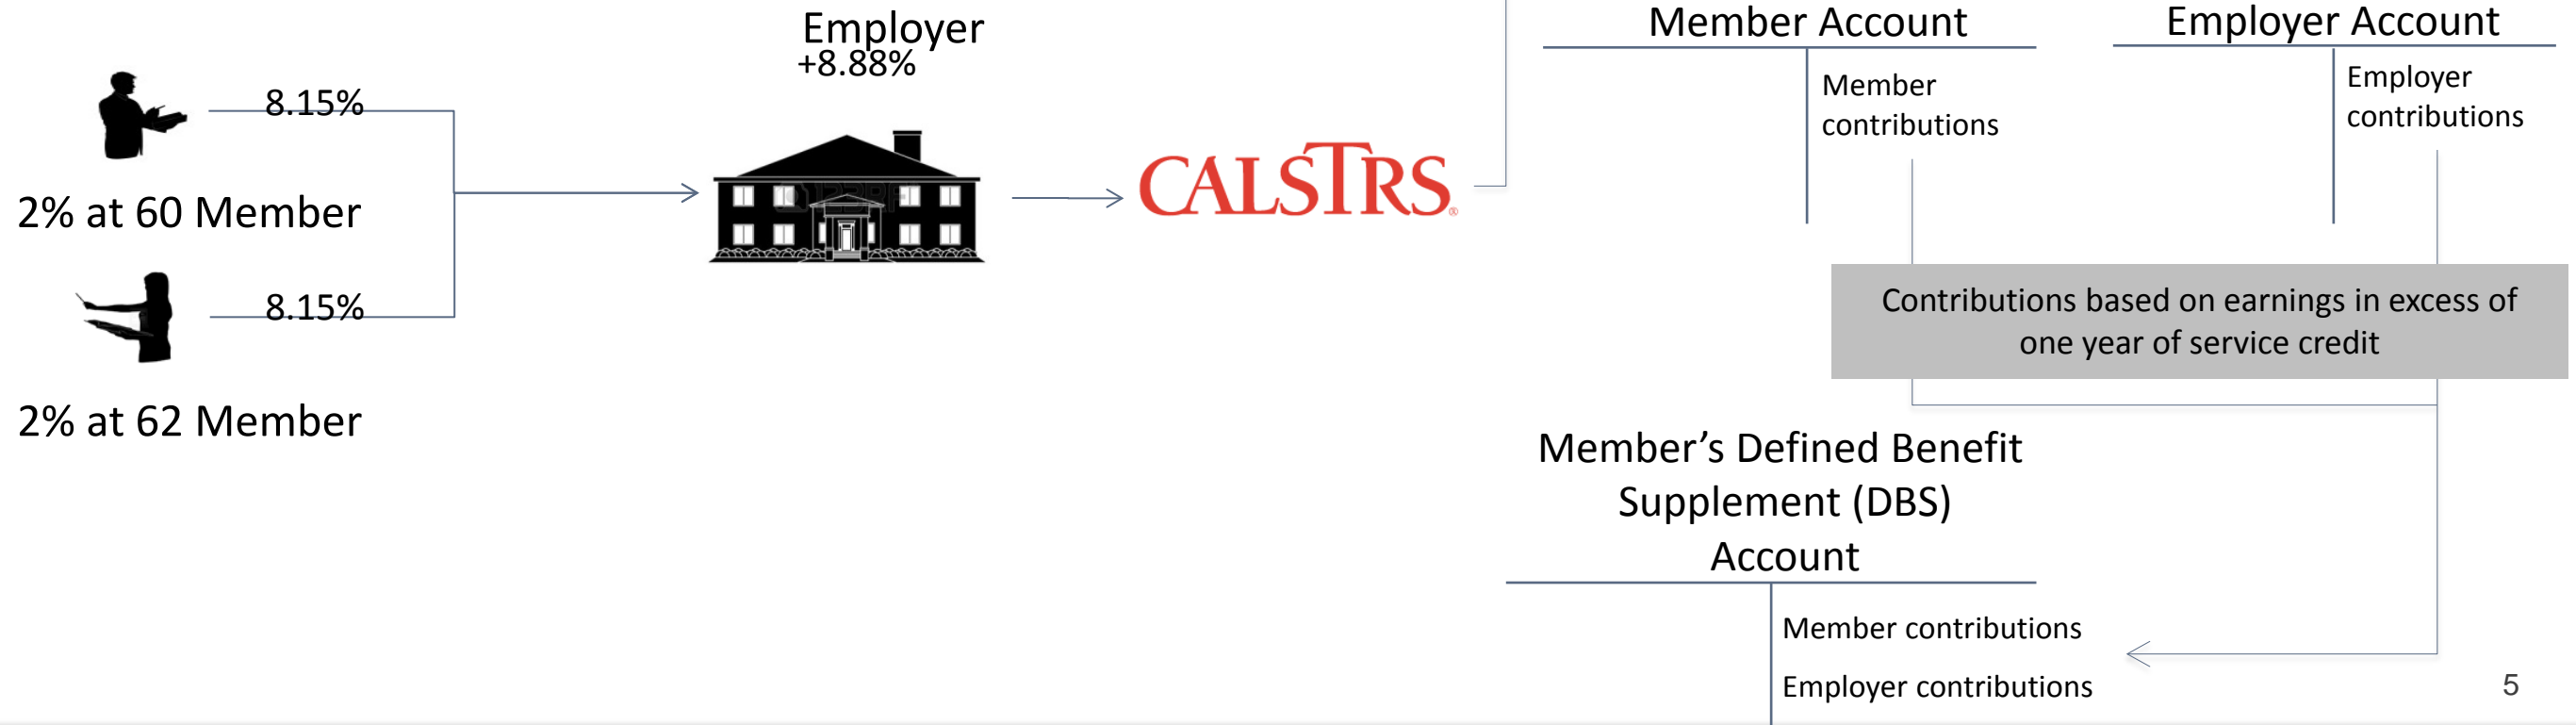 Employer
+8.88%
8.15%
2% at 60 Member
8.15%
2% at 62 Member
CALSTRS®
Member Account
Member
contributions
Employer Account
Employer
contributions
Contributions based on earnings in excess of
one year of service credit
Member’s Defined Benefit
Supplement (DBS)
Account
Member contributions
Employer contributions
5